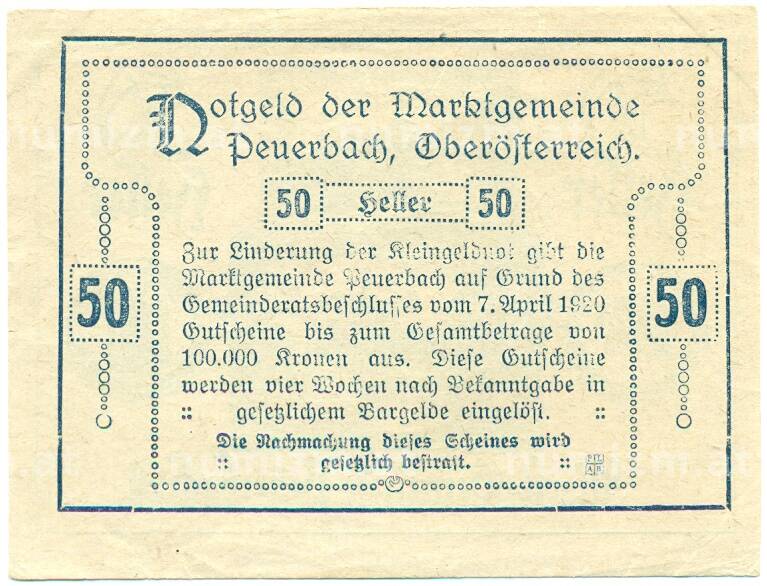 Notgeld der Marktgemeinde
Peuerbach, Oberösterreich.
50 Heller 50
Zur Linderung der Kleingeldnot gibt die
Marktgemeinde Peuerbach auf Grund des
Gemeinderatsbeschlusses vom 7. April 1920
Gutscheine bis zum Gesamtbetrage von
100.000 Kronen aus. Diese Gutscheine
werden vier Wochen nach Bekanntgabe in
:: gesetzlichem Bargelde eingelöst. ::
Die Nachmachung dieses Scheines wird
:: gesetzlich bestraft. ::
50 50